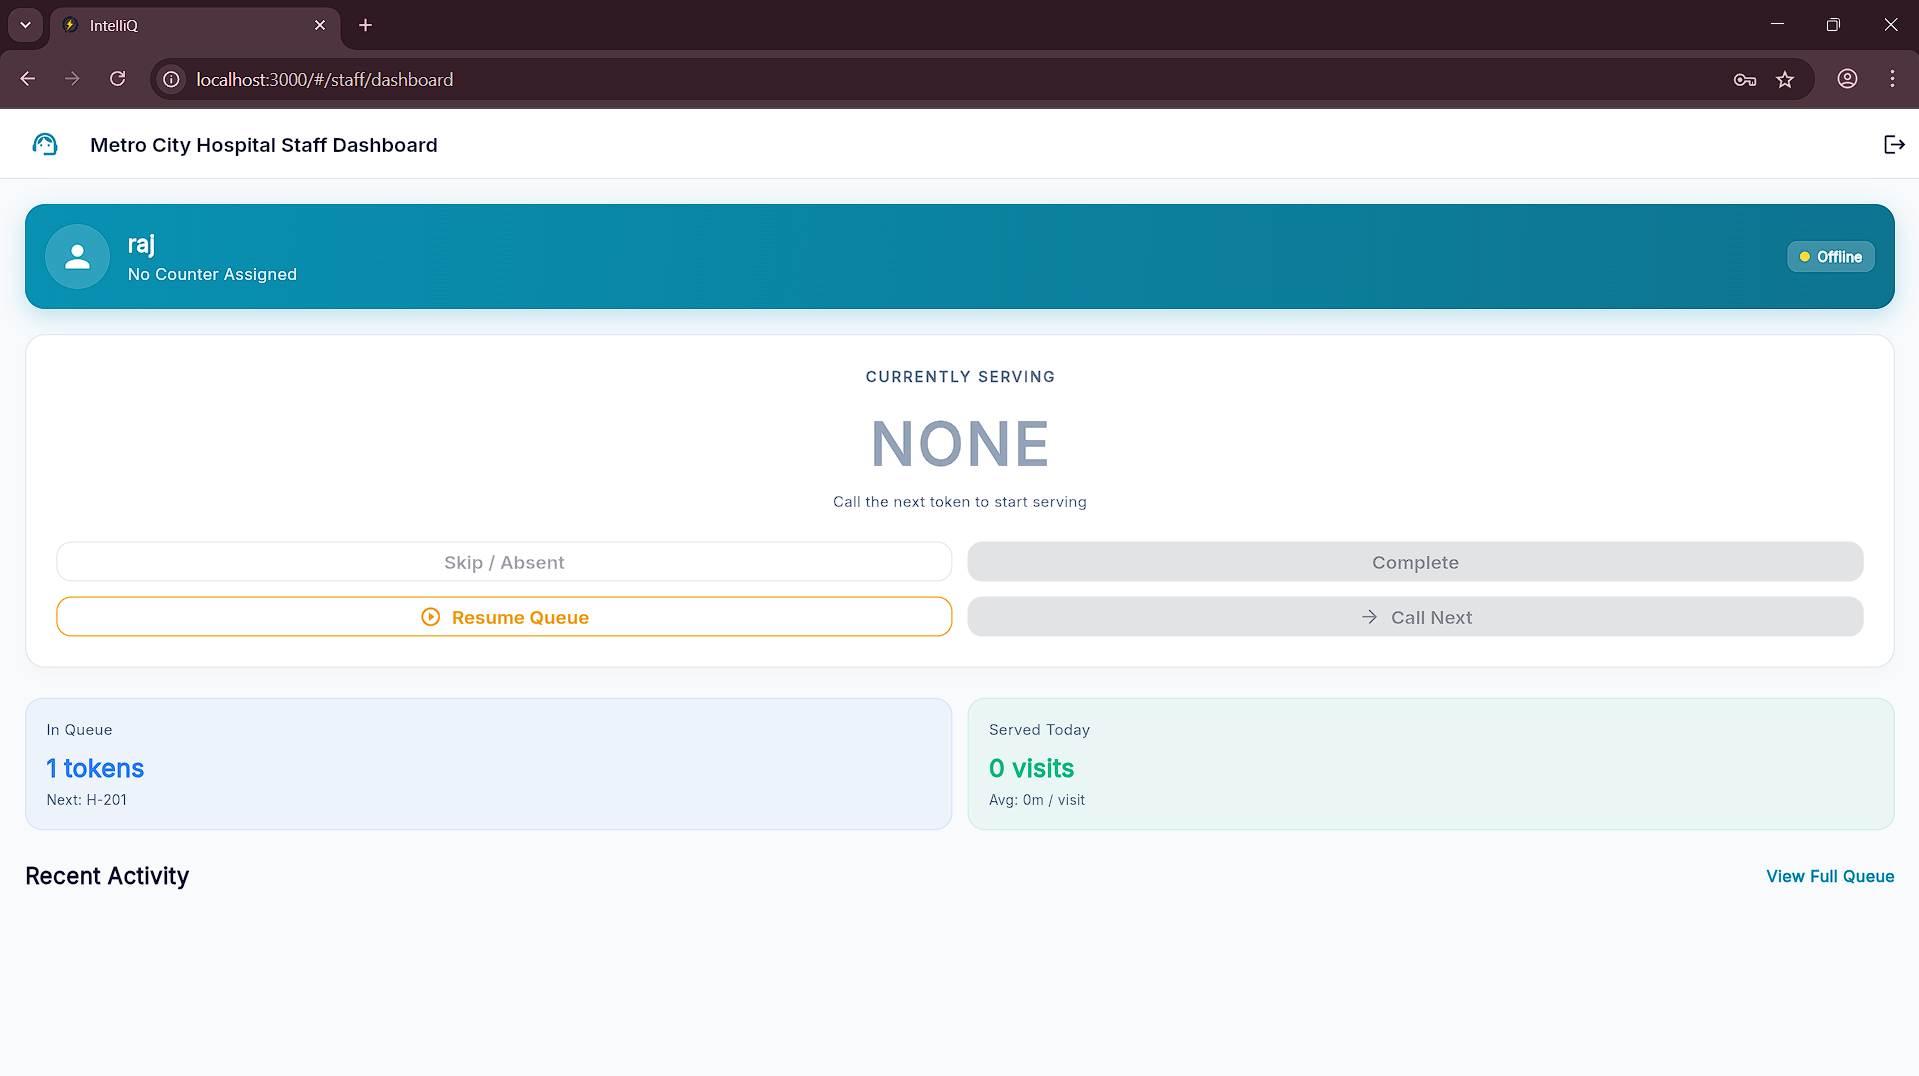 IntelliQ
localhost:3000/#/staff/dashboard
Metro City Hospital Staff Dashboard
raj
No Counter Assigned
Offline
CURRENTLY SERVING
NONE
Call the next token to start serving
Skip / Absent
Complete
Resume Queue
Call Next
In Queue
1 tokens
Next: H-201
Served Today
0 visits
Avg: 0m / visit
Recent Activity
View Full Queue